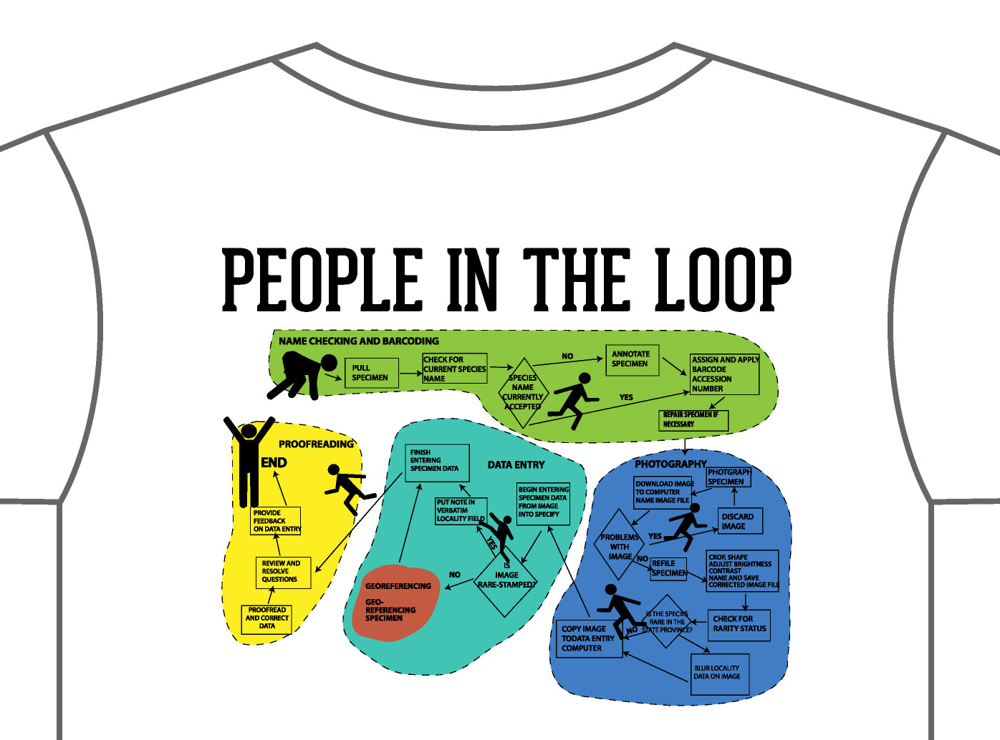 PEOPLE IN THE LOOP
NAME CHECKING AND BARCODING
PULL
SPECIMEN
CHECK FOR
CURRENT SPECIES
NAME
SPECIES
NAME
CURRENTLY
ACCEPTED
NO
YES
ANNOTATE
SPECIMEN
ASSIGN AND APPLY
BARCODE
ACCESSION
NUMBER
REPAIR SPECIMEN IF
NECESSARY
PHOTOGRAPHY
PHOTGRAPH
SPECIMEN
DOWNLOAD IMAGE
TO COMPUTER
NAME IMAGE FILE
DISCARD
IMAGE
PROBLEMS
WITH
IMAGE
YES
NO
REFILE
SPECIMEN
CROP, SHAPE
ADJUST BRIGHTNESS
CONTRAST
NAME AND SAVE
CORRECTED IMAGE FILE
CHECK FOR
RARITY STATUS
IS THE SPECIES
RARE IN THE
STATE PROVINCE?
NO
BLUR LOCALITY
DATA ON IMAGE
COPY IMAGE
TODATA ENTRY
COMPUTER
DATA ENTRY
BEGIN ENTERING
SPECIMEN DATA
FROM IMAGE
INTO SPECIFY
IS
IMAGE
RARE-STAMPED?
YES
NO
PUT NOTE IN
VERBATIM
LOCALITY FIELD
FINISH
ENTERING
SPECIMEN DATA
GEOREFERENCING
GEO-
REFERENCING
SPECIMEN
PROOFREADING
END
PROVIDE
FEEDBACK
ON DATA ENTRY
REVIEW AND
RESOLVE
QUESTIONS
PROOFREAD
AND CORRECT
DATA